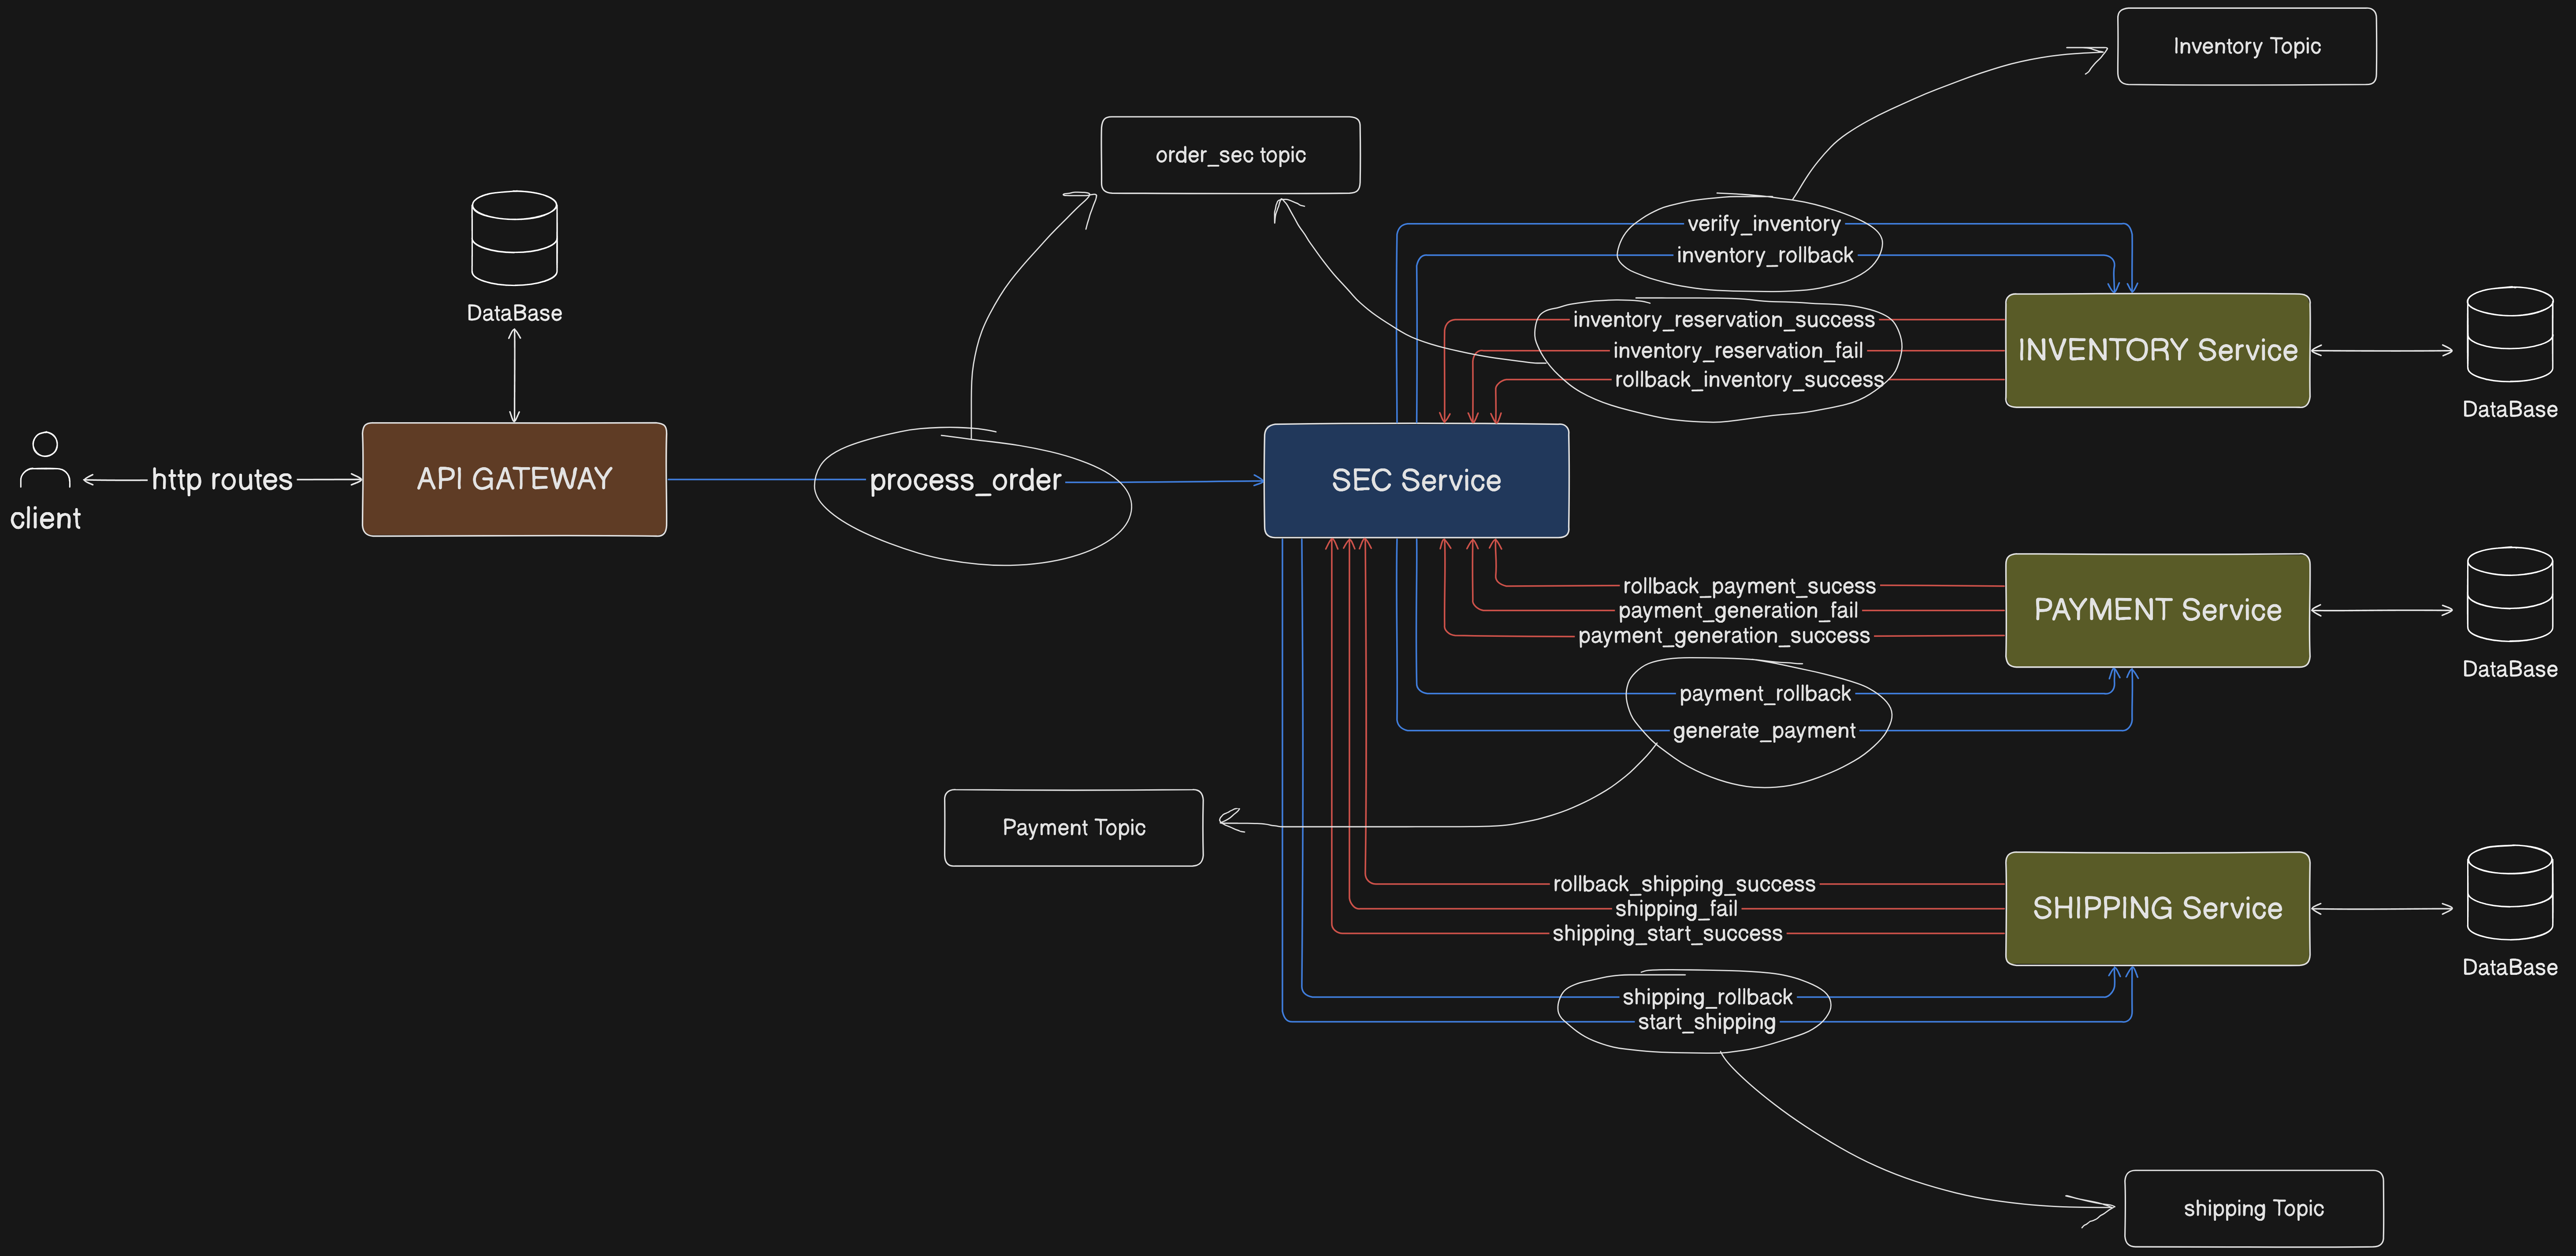 Inventory Topic
order_sec topic
verify_inventory
inventory_rollback
DataBase
inventory_reservation_success
inventory_reservation_fail
rollback_inventory_success
INVENTORY Service
DataBase
client
http routes
API GATEWAY
process_order
SEC Service
rollback_payment_sucess
payment_generation_fail
payment_generation_success
PAYMENT Service
DataBase
payment_rollback
generate_payment
Payment Topic
rollback_shipping_success
shipping_fail
shipping_start_success
SHIPPING Service
DataBase
shipping_rollback
start_shipping
shipping Topic